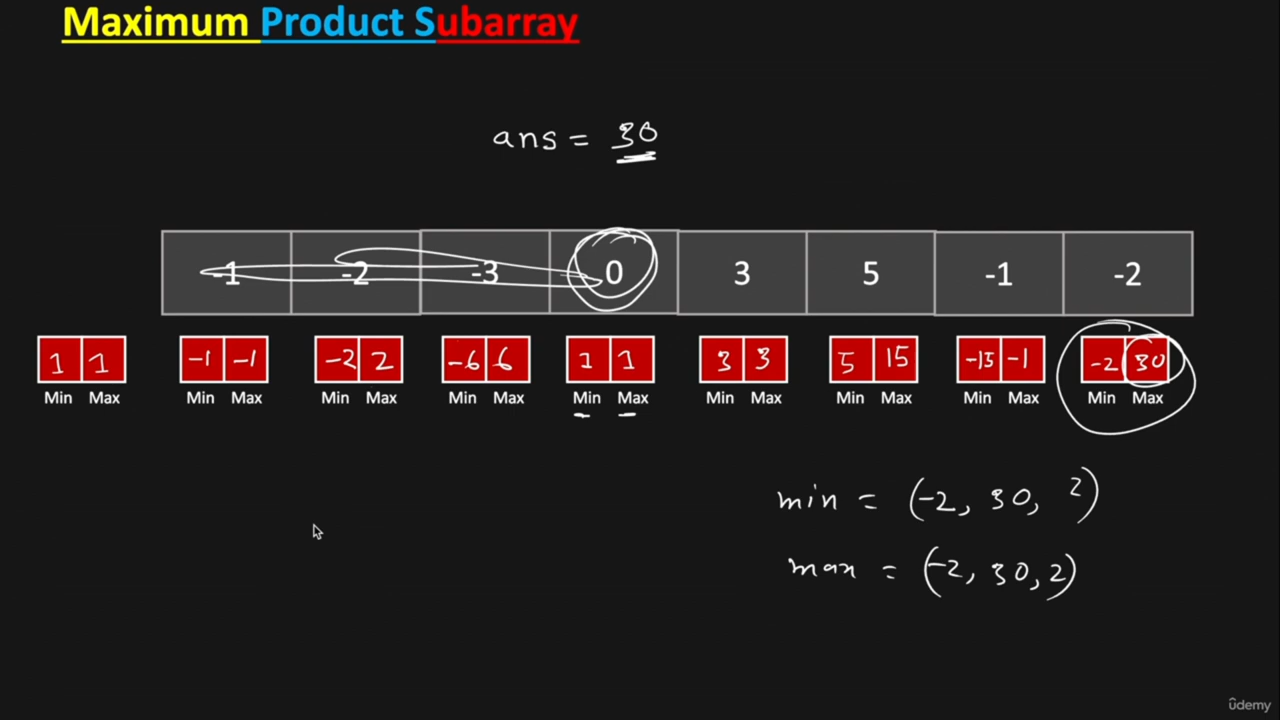 Maximum Product Subarray
ans = 30
-1 -2 -3 0 3 5 -1 -2
1 1 -1 -1 -2 2 -6 6 1 1 3 3 5 15 -15 -1 -2 30
Min Max Min Max Min Max Min Max Min Max Min Max Min Max Min Max Min Max
min = (-2, 30, 2)
max = (-2, 30, 2)
ûdemy